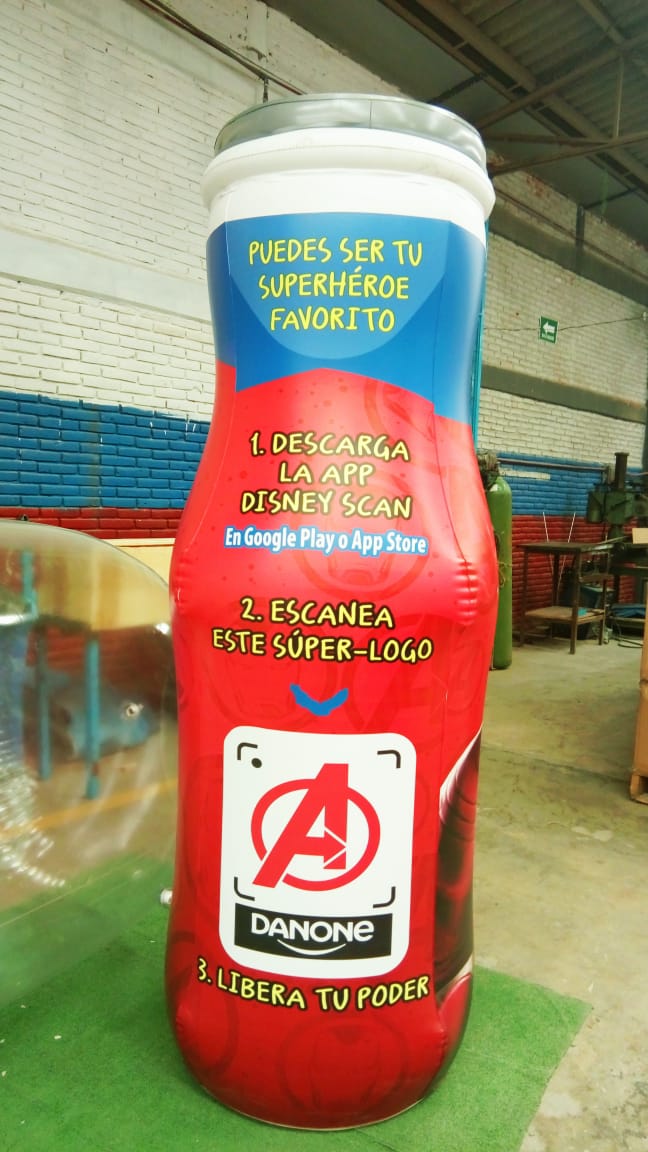 PUEDES SER TU
SUPERHÉROE
FAVORITO
1. DESCARGA
LA APP
DISNEY SCAN
En Google Play o App Store
2. ESCANEA
ESTE SÚPER-LOGO
A
DANONE
3. LIBERA TU PODER